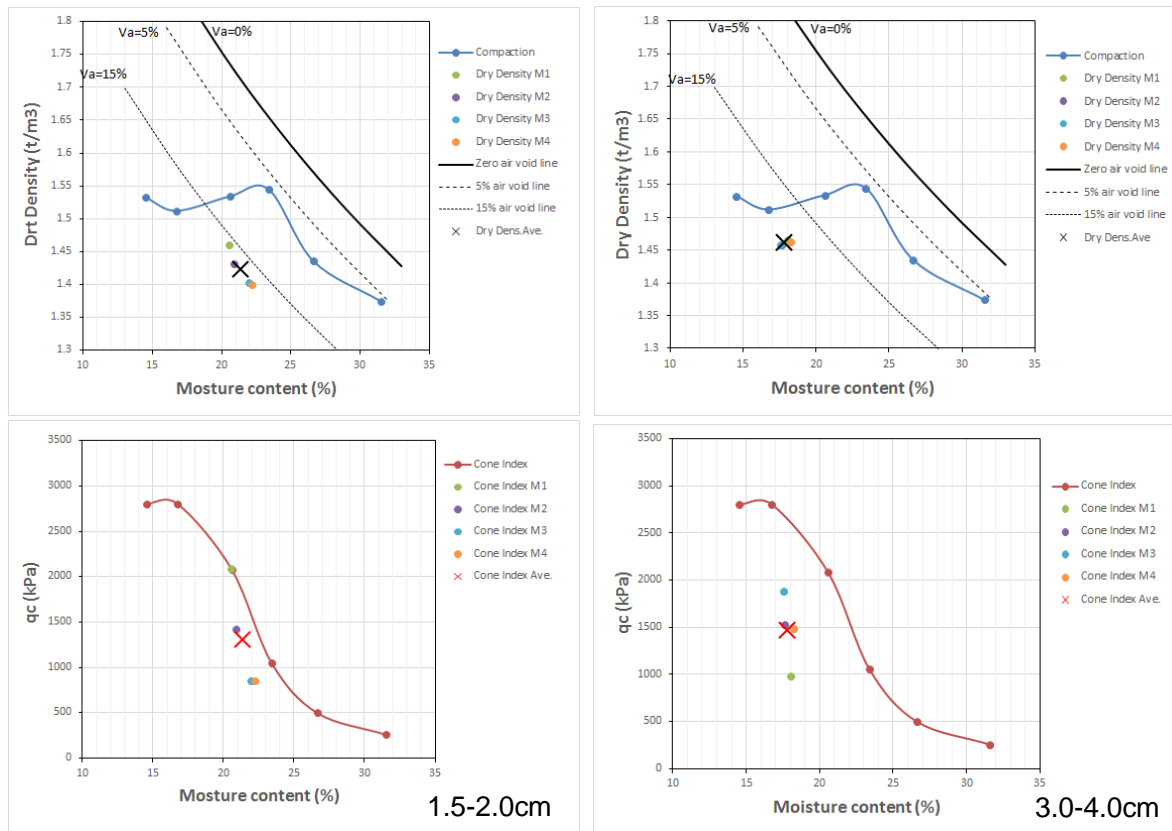 Drt Density (t/m3)
1.8
1.75
1.7
1.65
1.6
1.55
1.5
1.45
1.4
1.35
1.3
Va=5%
Va=0%
Va=15%
10 15 20 25 30 35
Mosture content (%)
Compaction
Dry Density M1
Dry Density M2
Dry Density M3
Dry Density M4
Zero air void line
5% air void line
15% air void line
Dry Dens.Ave.
Dry Density (t/m3)
1.8
1.75
1.7
1.65
1.6
1.55
1.5
1.45
1.4
1.35
1.3
Va=5%
Va=0%
Va=15%
10 15 20 25 30 35
Mosture content (%)
Compaction
Dry Density M1
Dry Density M2
Dry Density M3
Dry Density M4
Zero air void line
5% air void line
15% air void line
Dry Dens.Ave.
qc (kPa)
3500
3000
2500
2000
1500
1000
500
0
10 15 20 25 30 35
Mosture content (%)
Cone Index
Cone Index M1
Cone Index M2
Cone Index M3
Cone Index M4
Cone Index Ave.
1.5-2.0cm
qc (kPa)
3500
3000
2500
2000
1500
1000
500
0
10 15 20 25 30 35
Moisture content (%)
Cone Index
Cone Index M1
Cone Index M2
Cone Index M3
Cone Index M4
Cone Index Ave.
3.0-4.0cm